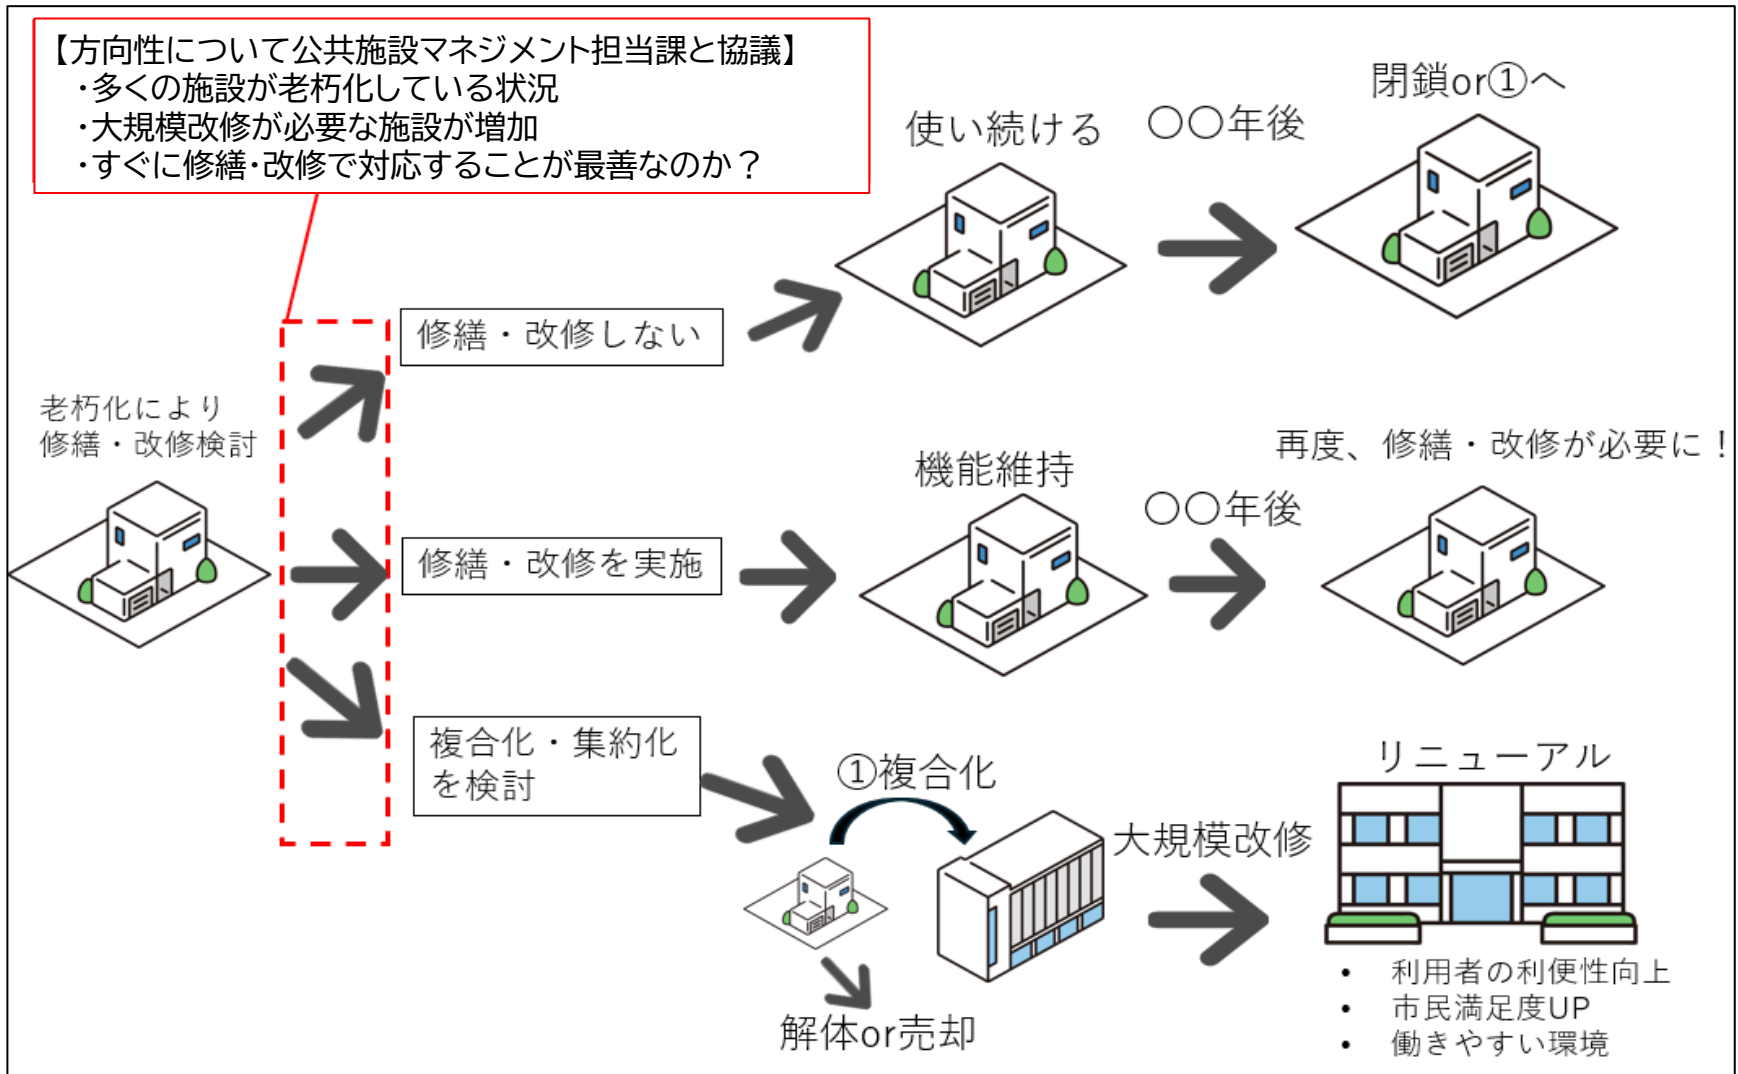 【方向性について公共施設マネジメント担当課と協議】
・多くの施設が老朽化している状況
・大規模改修が必要な施設が増加
・すぐに修繕・改修で対応することが最善なのか？
老朽化により
修繕・改修検討
修繕・改修しない
使い続ける
〇〇年後
閉鎖or①へ
修繕・改修を実施
機能維持
〇〇年後
再度、修繕・改修が必要に！
複合化・集約化
を検討
①複合化
解体or売却
大規模改修
リニューアル
• 利用者の利便性向上
• 市民満足度UP
• 働きやすい環境